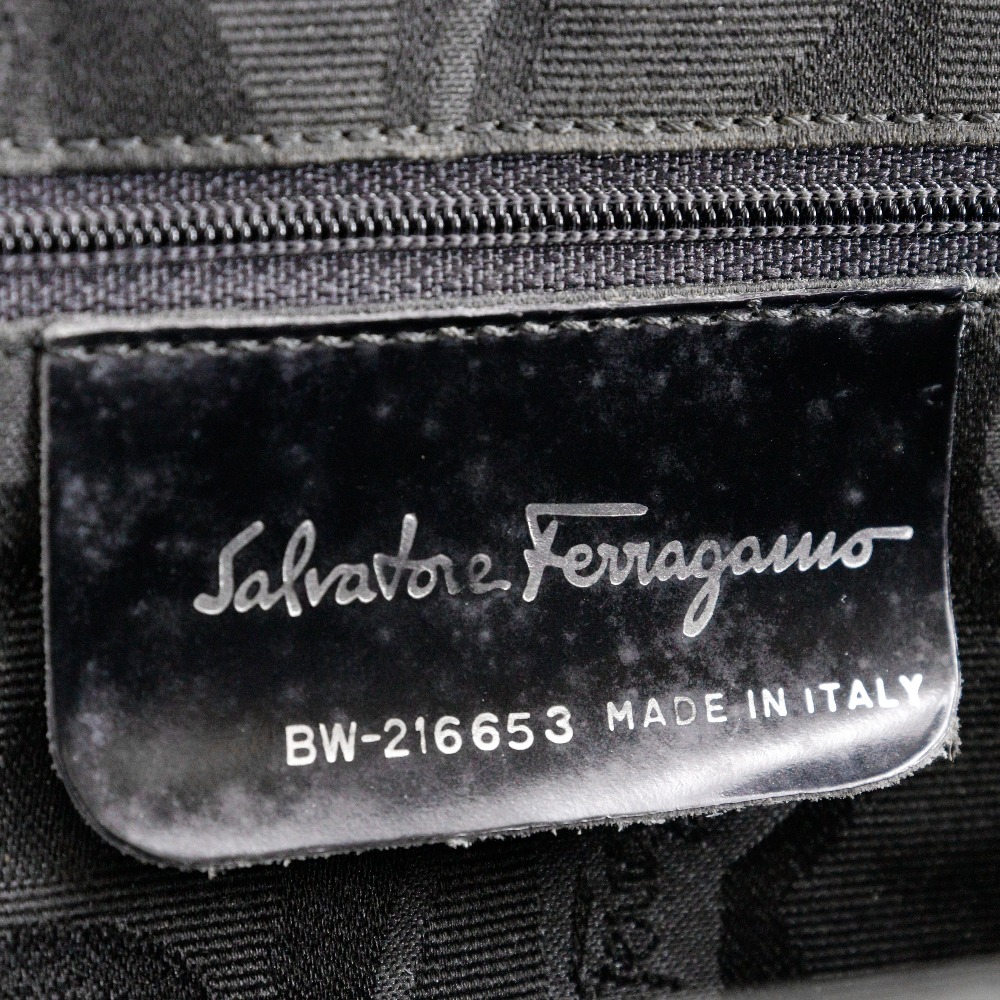 Salvatore Ferragamo
BW-216653 MADE IN ITALY